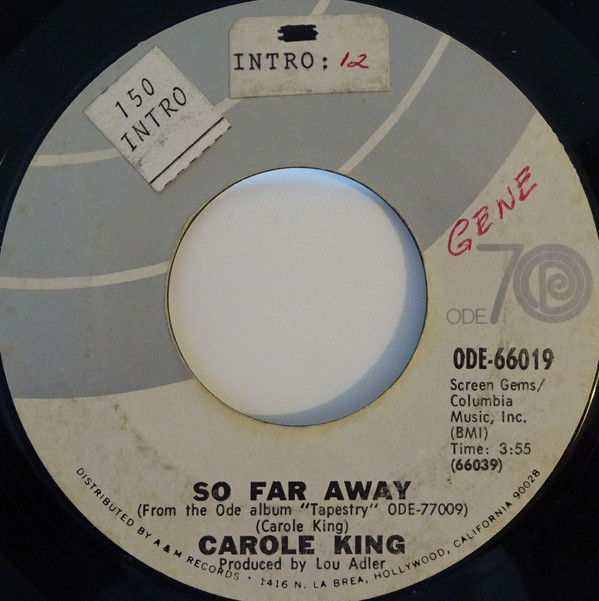 INTRO: 12
150
INTRO
GENE
ODE 70
ODE-66019
Screen Gems/
Columbia
Music, Inc.
(BMI)
Time: 3:55
(66039)
SO FAR AWAY
(From the Ode album "Tapestry" ODE-77009)
(Carole King)
CAROLE KING
Produced by Lou Adler
DISTRIBUTED BY A & M RECORDS · 1416 N. LA BREA, HOLLYWOOD, CALIFORNIA 90028